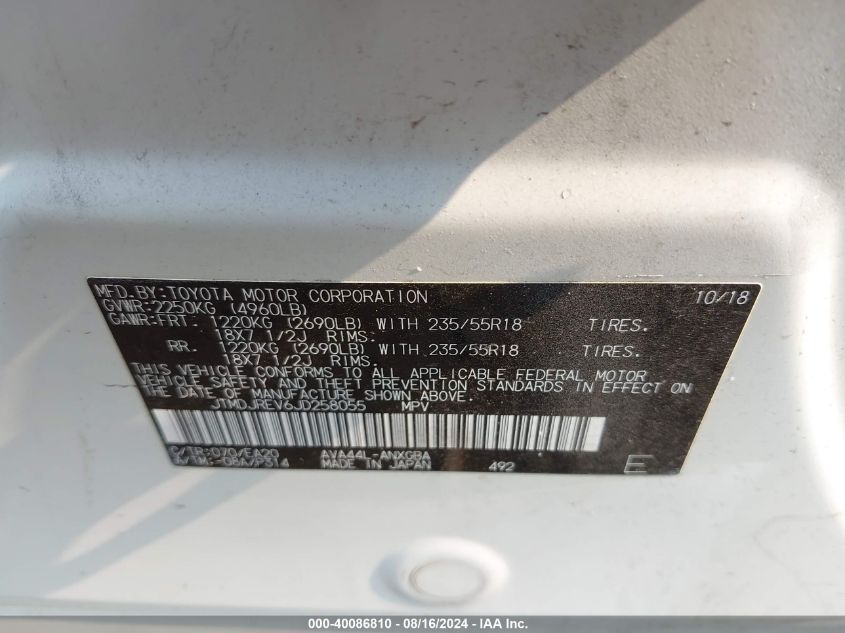 MFD. BY: TOYOTA MOTOR CORPORATION 10/18
GVWR: 2250KG (4960LB)
GAWR-FRT. 1220KG (2690LB) WITH 235/55R18 TIRES.
18X7 1/2J RIMS.
RR. 1220KG (2690LB) WITH 235/55R18 TIRES.
18X7 1/2J RIMS.
THIS VEHICLE CONFORMS TO ALL APPLICABLE FEDERAL MOTOR
VEHICLE SAFETY AND THEFT PREVENTION STANDARDS IN EFFECT ON
THE DATE OF MANUFACTURE SHOWN ABOVE.
JTMDJREV6JD258055 MPV
C/TR: 070/EA20 AVA44L-ANXGBA
MADE IN JAPAN 492 E
000-40086810 - 08/16/2024 - IAA Inc.